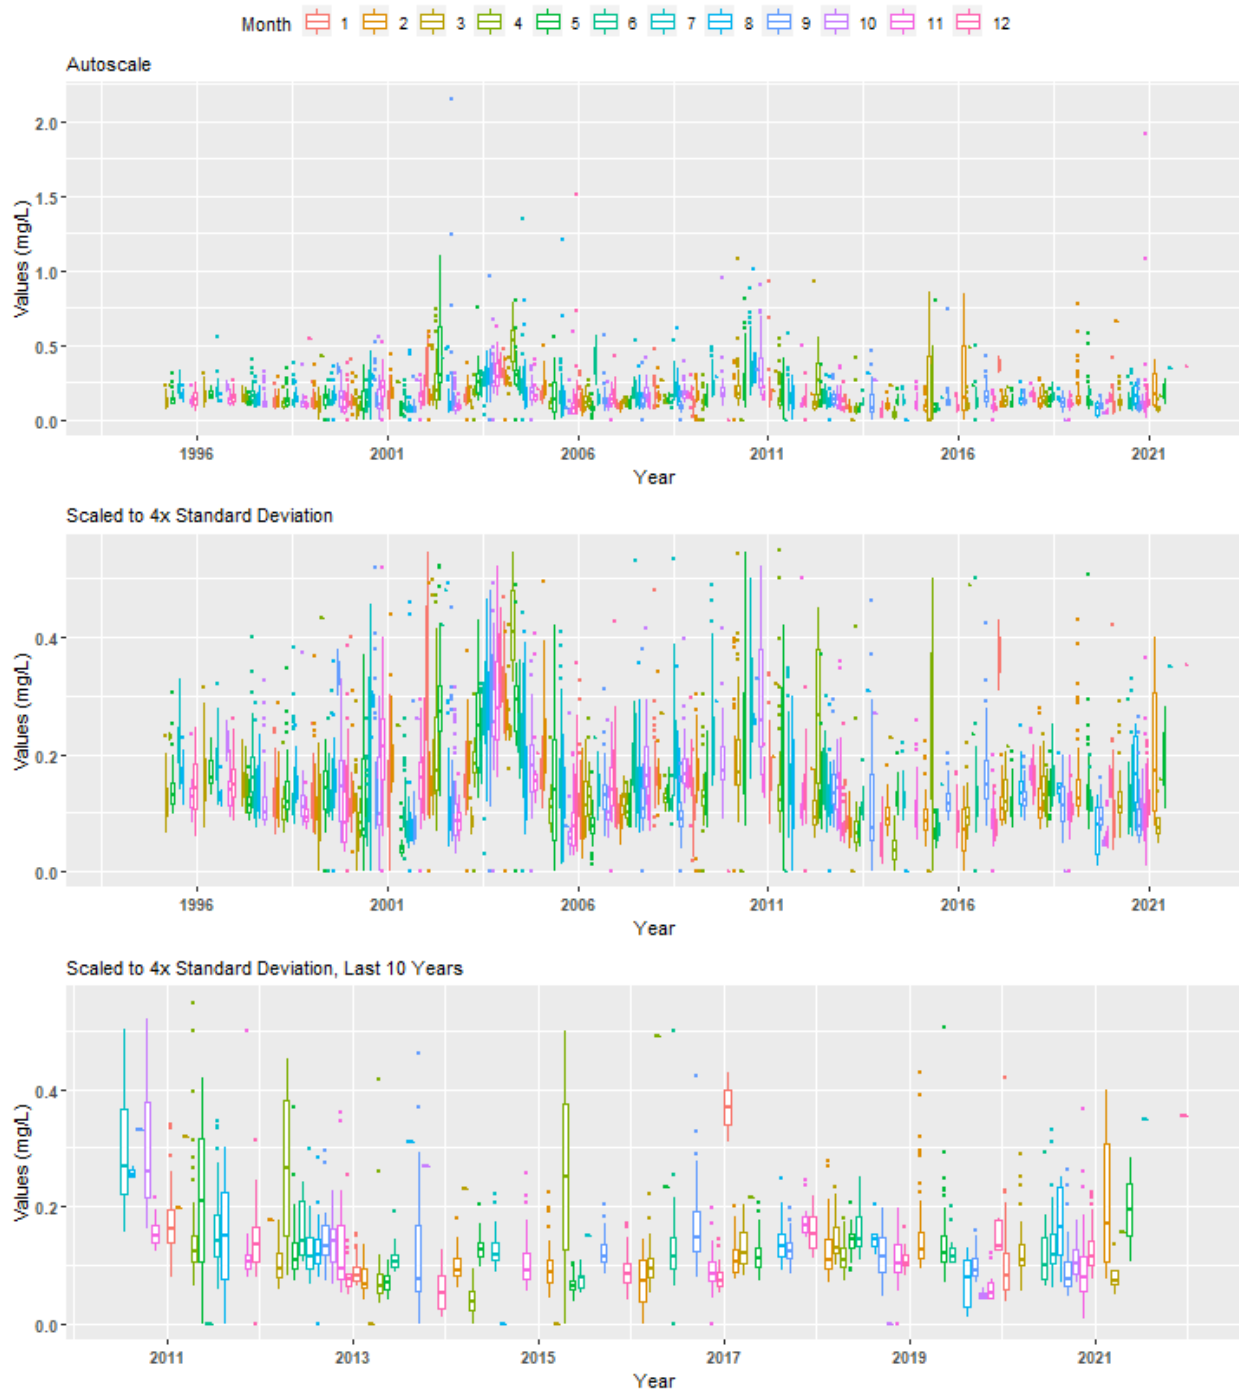 Month 1 2 3 4 5 6 7 8 9 10 11 12
Autoscale
Values (mg/L)
2.0
1.5
1.0
0.5
0.0
1996 2001 2006 2011 2016 2021
Year
Scaled to 4x Standard Deviation
Values (mg/L)
0.4
0.2
0.0
1996 2001 2006 2011 2016 2021
Year
Scaled to 4x Standard Deviation, Last 10 Years
Values (mg/L)
0.4
0.2
0.0
2011 2013 2015 2017 2019 2021
Year